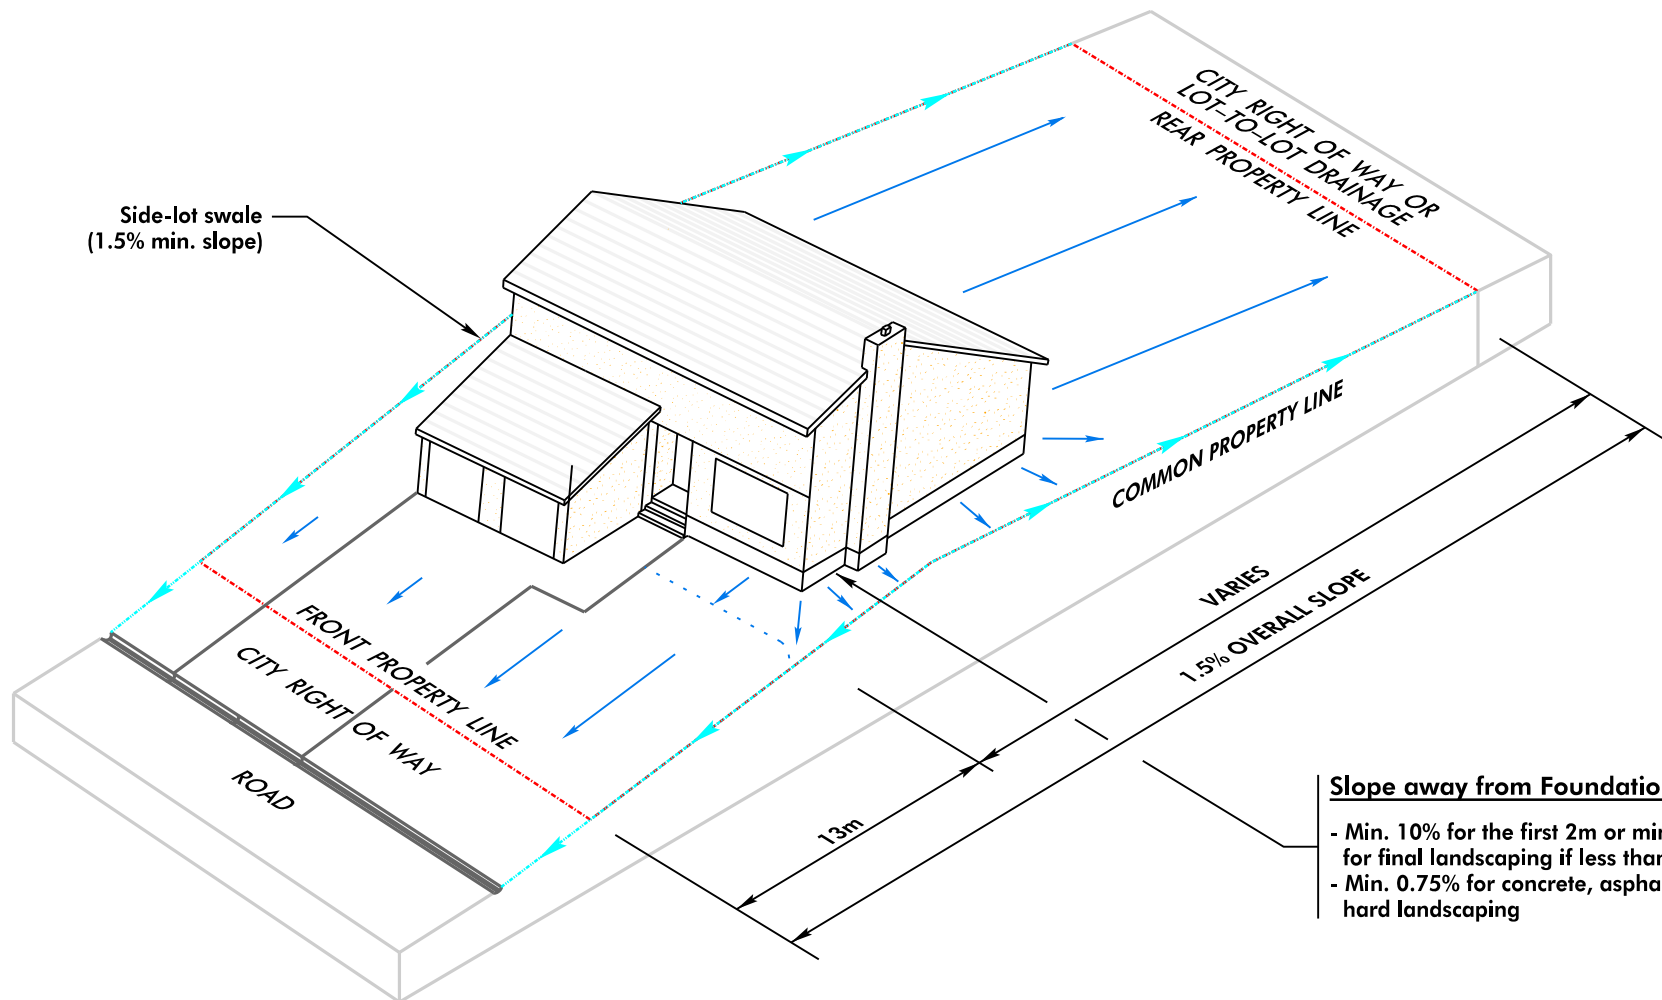 CITY RIGHT OF WAY OR
LOT-TO-LOT DRAINAGE
REAR PROPERTY LINE
Side-lot swale
(1.5% min. slope)
COMMON PROPERTY LINE
VARIES
1.5% OVERALL SLOPE
FRONT PROPERTY LINE
CITY RIGHT OF WAY
ROAD
13m
Slope away from Foundatio
- Min. 10% for the first 2m or mi
for final landscaping if less than
- Min. 0.75% for concrete, aspha
hard landscaping